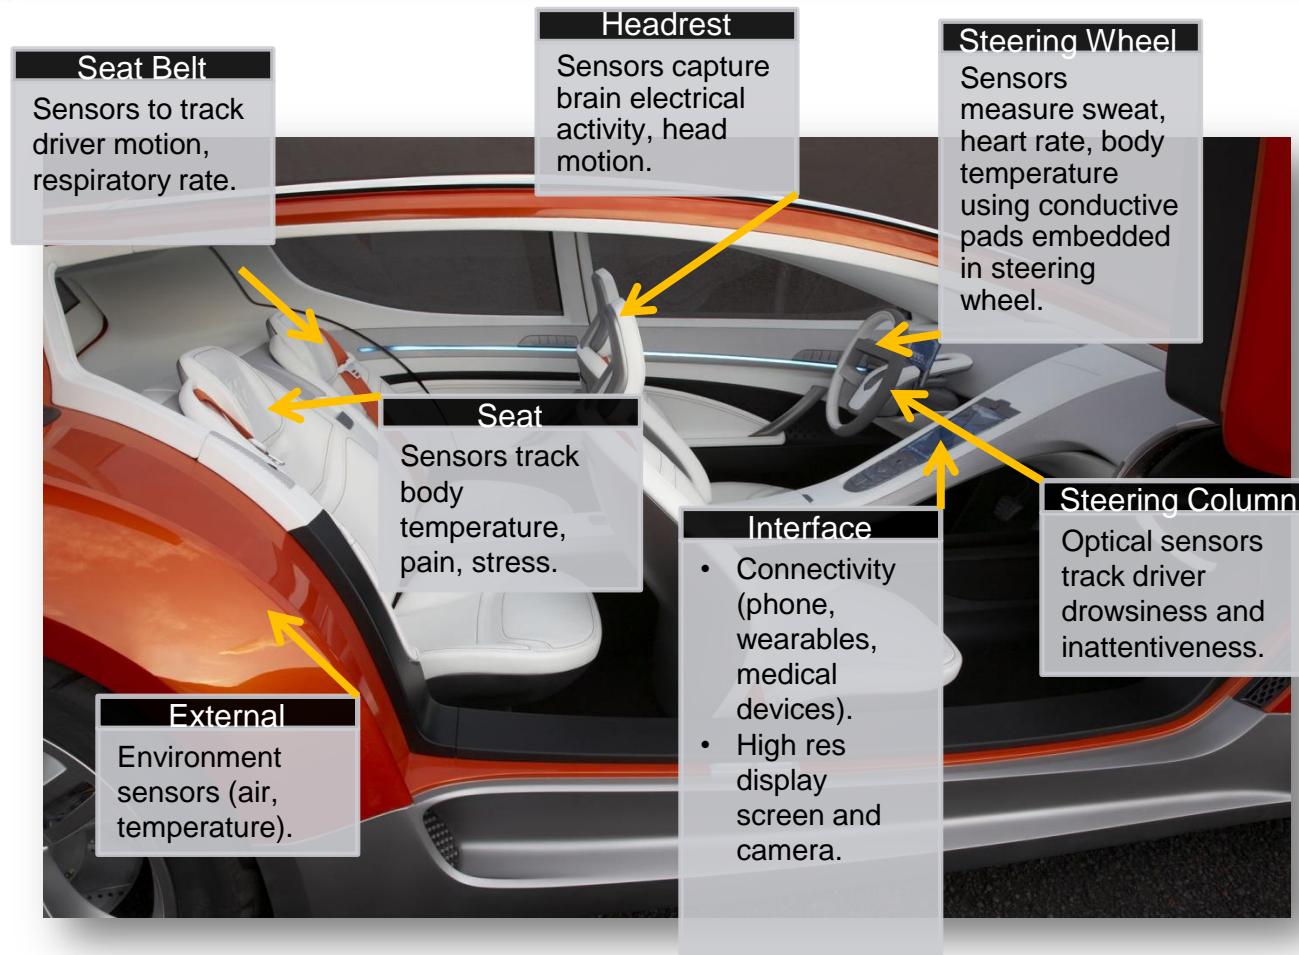 Seat Belt
Sensors to track
driver motion,
respiratory rate.
Headrest
Sensors capture
brain electrical
activity, head
motion.
Steering Wheel
Sensors
measure sweat,
heart rate, body
temperature
using conductive
pads embedded
in steering
wheel.
Seat
Sensors track
body
temperature,
pain, stress.
Interface
• Connectivity
(phone,
wearables,
medical
devices).
• High res
display
screen and
camera.
Steering Column
Optical sensors
track driver
drowsiness and
inattentiveness.
External
Environment
sensors (air,
temperature).